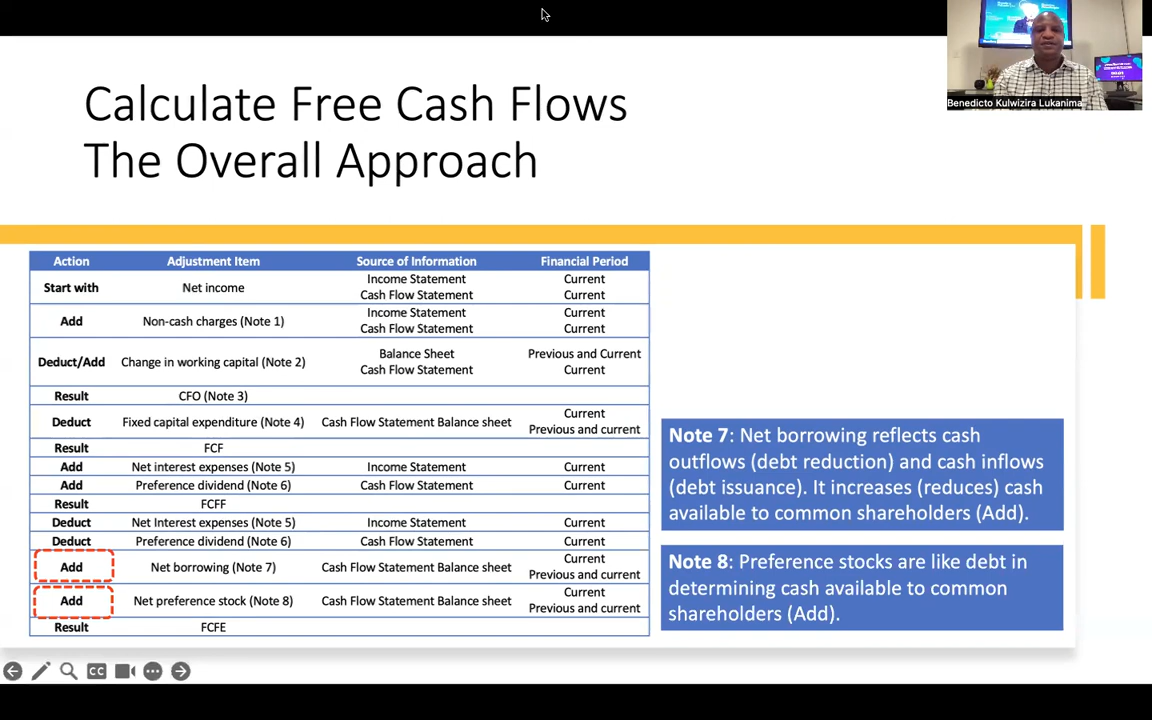 Benedicto Kulwizira Lukanima
Calculate Free Cash Flows
The Overall Approach
Action Adjustment Item Source of Information Financial Period
Start with Net income Income Statement Current
Cash Flow Statement Current
Add Non-cash charges (Note 1) Income Statement Current
Cash Flow Statement Current
Deduct/Add Change in working capital (Note 2) Balance Sheet Previous and Current
Cash Flow Statement Current
Result CFO (Note 3)
Deduct Fixed capital expenditure (Note 4) Cash Flow Statement Balance sheet Current
Previous and current
Result FCF
Add Net interest expenses (Note 5) Income Statement Current
Add Preference dividend (Note 6) Cash Flow Statement Current
Result FCFF
Deduct Net Interest expenses (Note 5) Income Statement Current
Deduct Preference dividend (Note 6) Cash Flow Statement Current
Add Net borrowing (Note 7) Cash Flow Statement Balance sheet Current
Previous and current
Add Net preference stock (Note 8) Cash Flow Statement Balance sheet Current
Previous and current
Result FCFE
Note 7: Net borrowing reflects cash
outflows (debt reduction) and cash inflows
(debt issuance). It increases (reduces) cash
available to common shareholders (Add).
Note 8: Preference stocks are like debt in
determining cash available to common
shareholders (Add).
CC